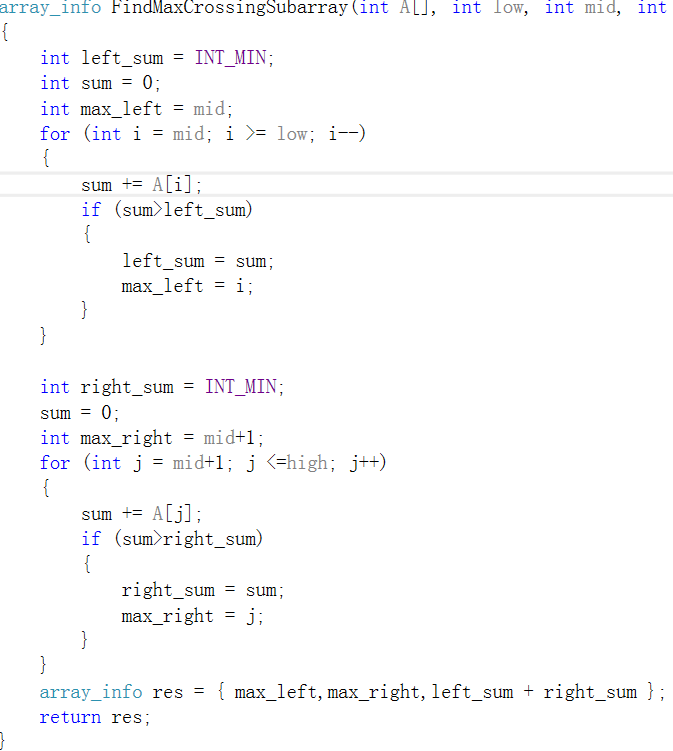 array_info FindMaxCrossingSubarray(int A[], int low, int mid, int
{
    int left_sum = INT_MIN;
    int sum = 0;
    int max_left = mid;
    for (int i = mid; i >= low; i--)
    {
        sum += A[i];
        if (sum>left_sum)
        {
            left_sum = sum;
            max_left = i;
        }
    }

    int right_sum = INT_MIN;
    sum = 0;
    int max_right = mid+1;
    for (int j = mid+1; j <=high; j++)
    {
        sum += A[j];
        if (sum>right_sum)
        {
            right_sum = sum;
            max_right = j;
        }
    }
    array_info res = { max_left,max_right,left_sum + right_sum };
    return res;
}